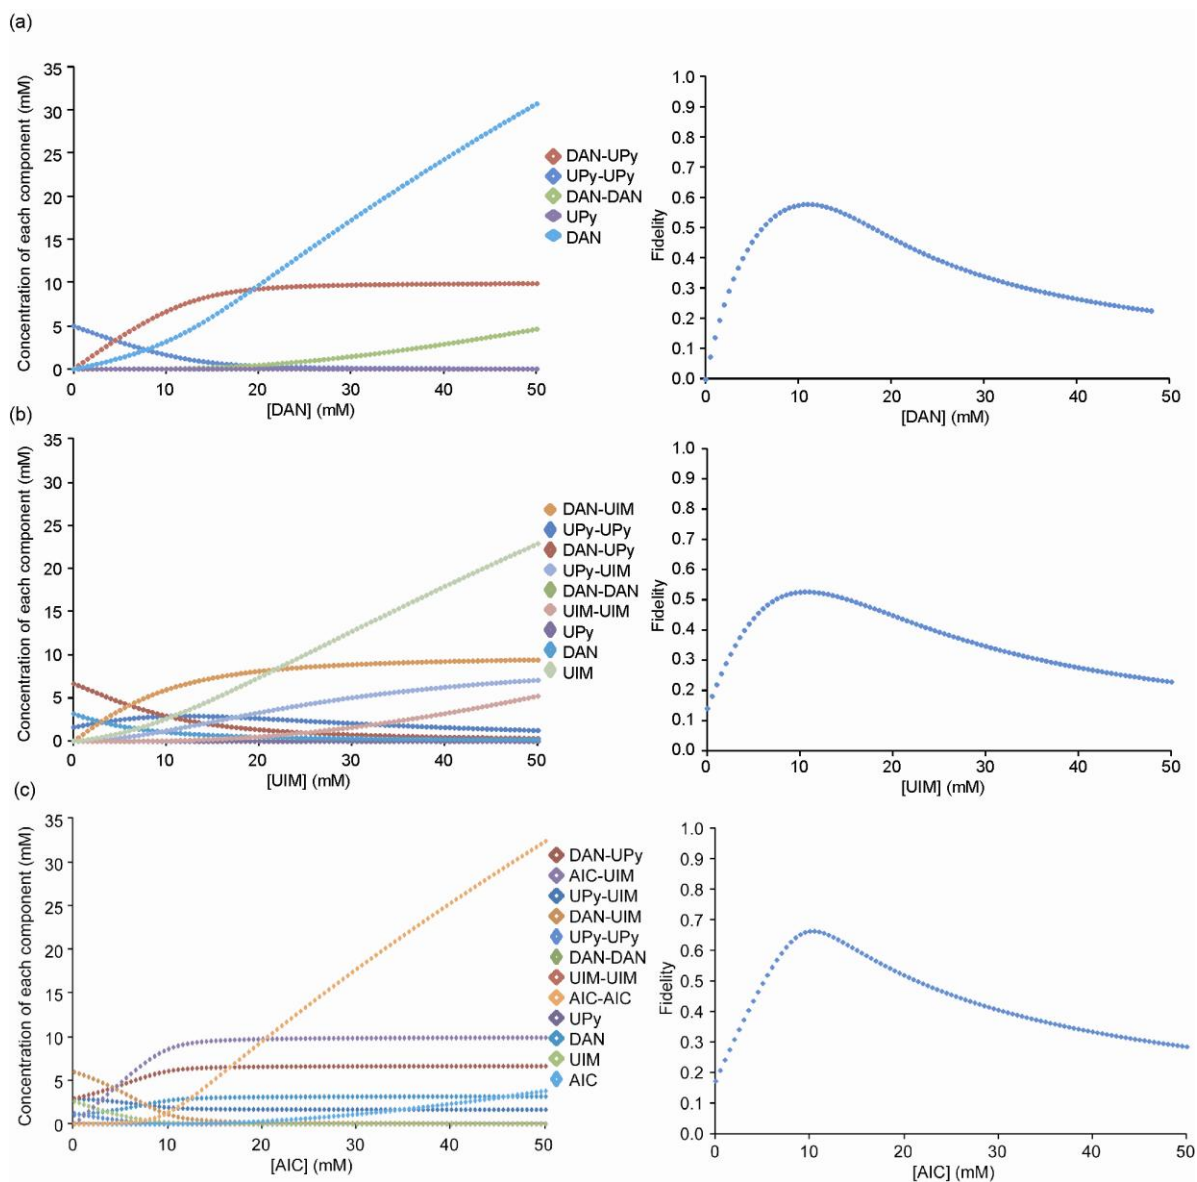 (a)
Concentration of each component (mM)
35
30
25
20
15
10
5
0
0 10 20 30 40 50
[DAN] (mM)
DAN-UPy
UPy-UPy
DAN-DAN
UPy
DAN
Fidelity
1.0
0.9
0.8
0.7
0.6
0.5
0.4
0.3
0.2
0.1
0.0
0 10 20 30 40 50
[DAN] (mM)
(b)
Concentration of each component (mM)
35
30
25
20
15
10
5
0
0 10 20 30 40 50
[UIM] (mM)
DAN-UIM
UPy-UPy
DAN-UPy
UPy-UIM
DAN-DAN
UIM-UIM
UPy
DAN
UIM
Fidelity
1.0
0.9
0.8
0.7
0.6
0.5
0.4
0.3
0.2
0.1
0.0
0 10 20 30 40 50
[UIM] (mM)
(c)
Concentration of each component (mM)
35
30
25
20
15
10
5
0
0 10 20 30 40 50
[AIC] (mM)
DAN-UPy
AIC-UIM
UPy-UIM
DAN-UIM
UPy-UPy
DAN-DAN
UIM-UIM
AIC-AIC
UPy
DAN
UIM
AIC
Fidelity
1.0
0.9
0.8
0.7
0.6
0.5
0.4
0.3
0.2
0.1
0.0
0 10 20 30 40 50
[AIC] (mM)